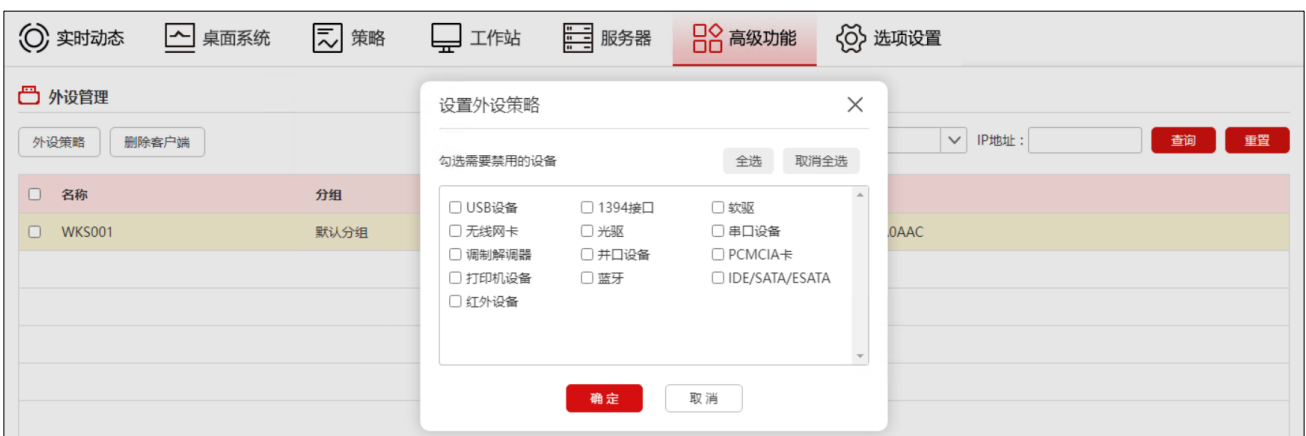 实时动态 桌面系统 策略 工作站 服务器 高级功能 选项设置
外设管理
设置外设策略
外设策略 删除客户端 IP地址： 查询 重置
勾选需要禁用的设备 全选 取消全选
名称 分组
USB设备 1394接口 软驱
WKS001 默认分组 0AAC
无线网卡 光驱 串口设备
调制解调器 井口设备 PCMCIA卡
打印机设备 蓝牙 IDE/SATA/ESATA
红外设备
确定 取消